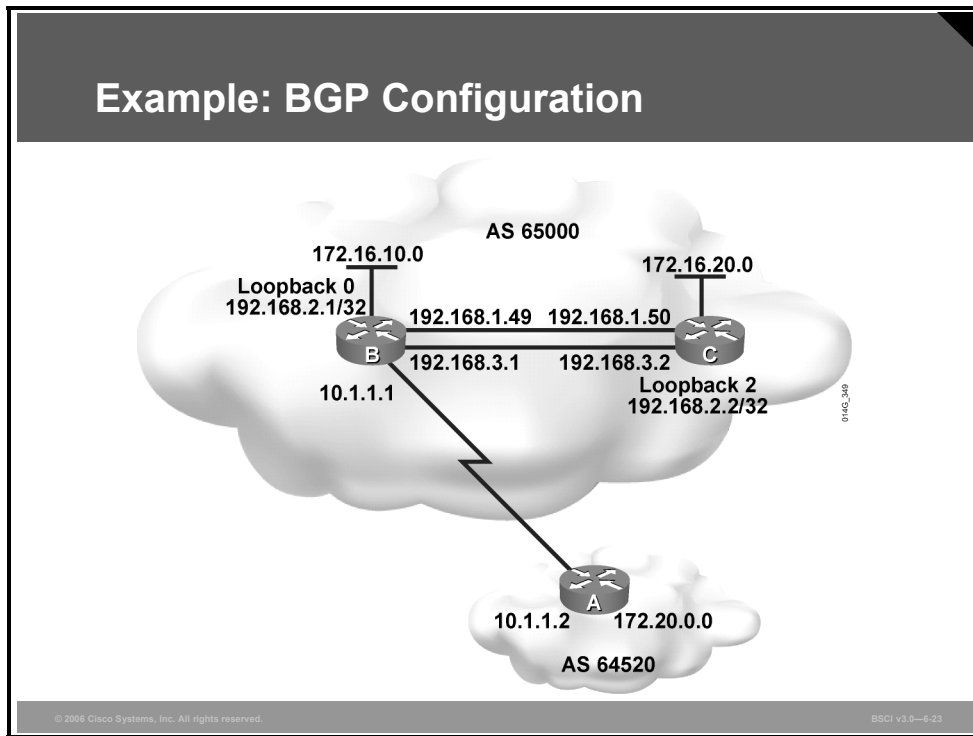 Example: BGP Configuration
AS 65000
172.16.10.0
172.16.20.0
Loopback 0
192.168.2.1/32
192.168.1.49 192.168.1.50
B
C
192.168.3.1 192.168.3.2
10.1.1.1
Loopback 2
192.168.2.2/32
014G_349
A
10.1.1.2 172.20.0.0
AS 64520
© 2006 Cisco Systems, Inc. All rights reserved.
BSCI v3.0—6-23